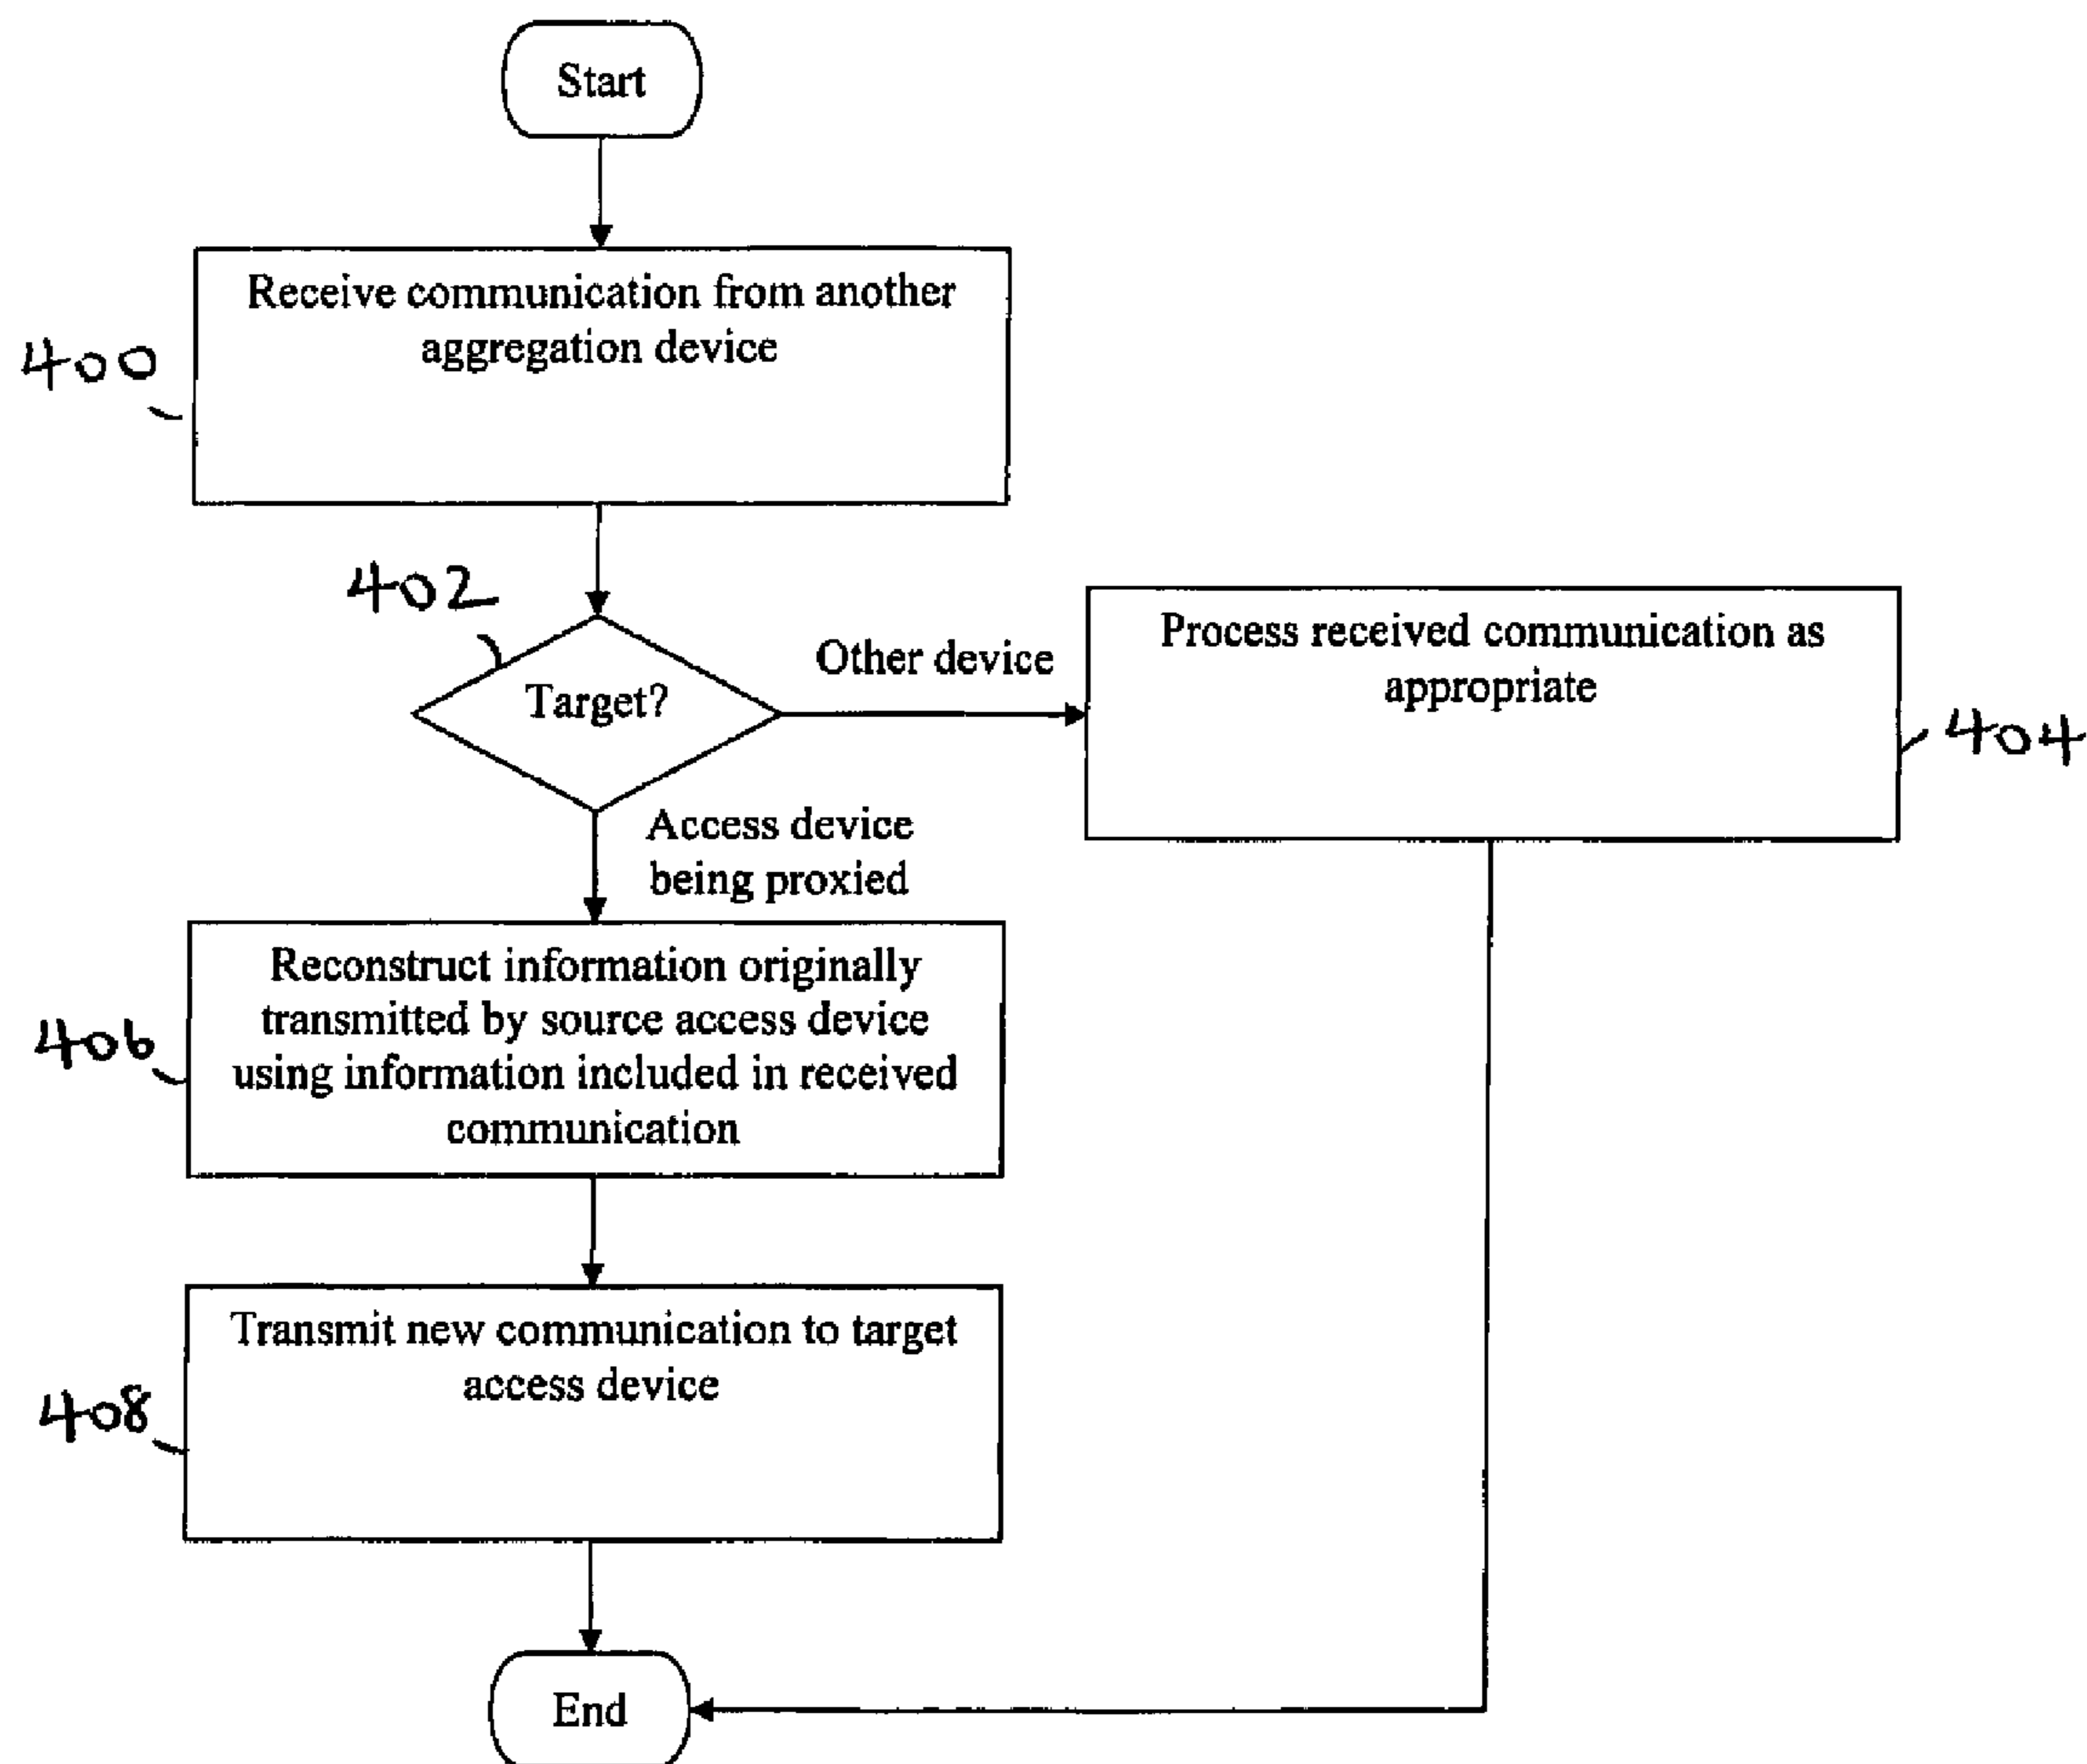 Start
Receive communication from another
aggregation device
400
402
Target?
Other device
Process received communication as
appropriate
404
Access device
being proxied
Reconstruct information originally
transmitted by source access device
using information included in received
communication
406
Transmit new communication to target
access device
408
End